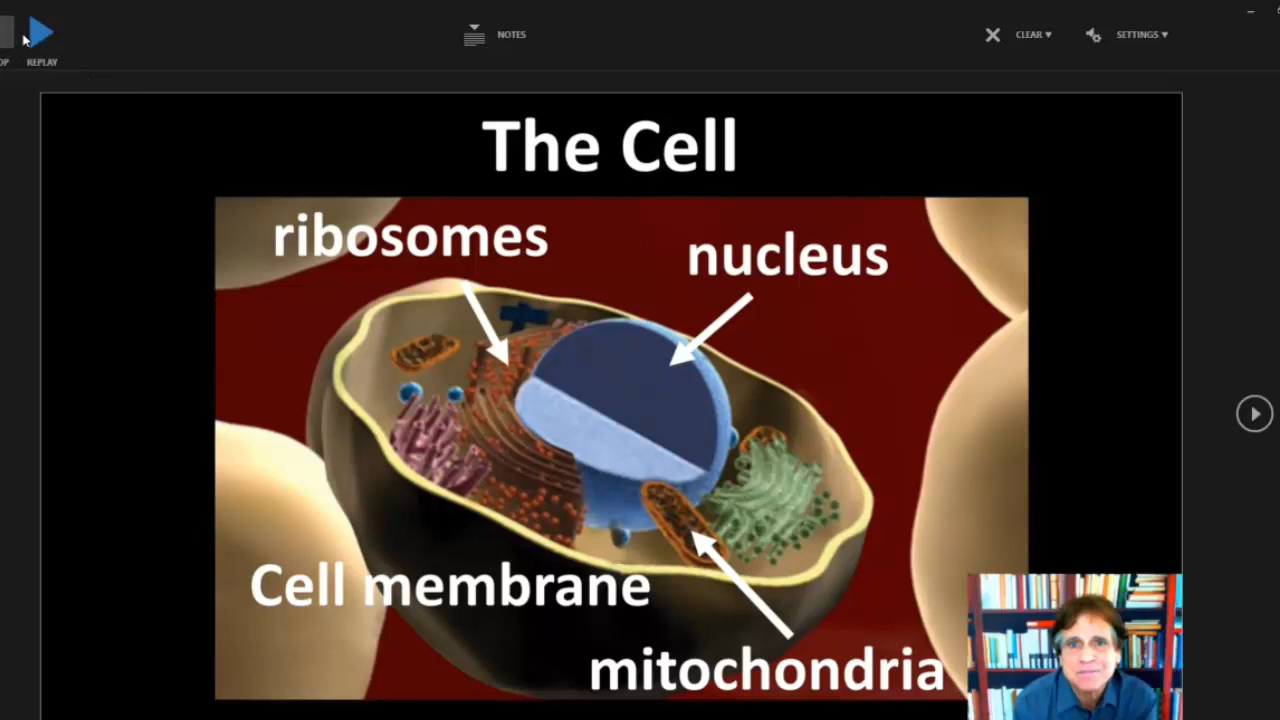 NOTES
CLEAR
SETTINGS
REPLAY
The Cell
ribosomes
nucleus
Cell membrane
mitochondria